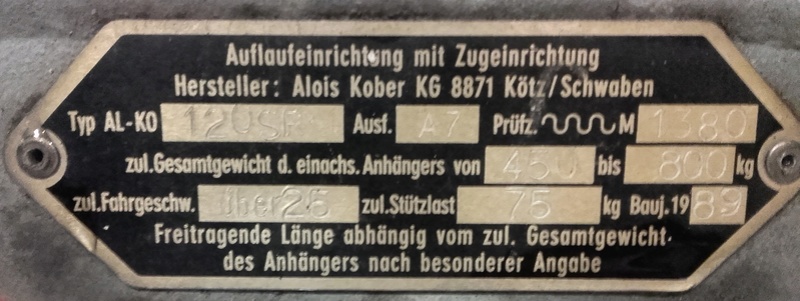 Auflaufeinrichtung mit Zugeinrichtung
Hersteller: Alois Kober KG 8871 Kötz/Schwaben
Typ AL-KO Ausf. A7 Prüfz. M 1380
zul.Gesamtgewicht d. einachs. Anhängers von 450 bis 800 kg
zul.Fahrgeschw. über 25 zul.Stützlast 75 kg Bauj. 1989
Freitragende Länge abhängig vom zul. Gesamtgewicht
des Anhängers nach besonderer Angabe